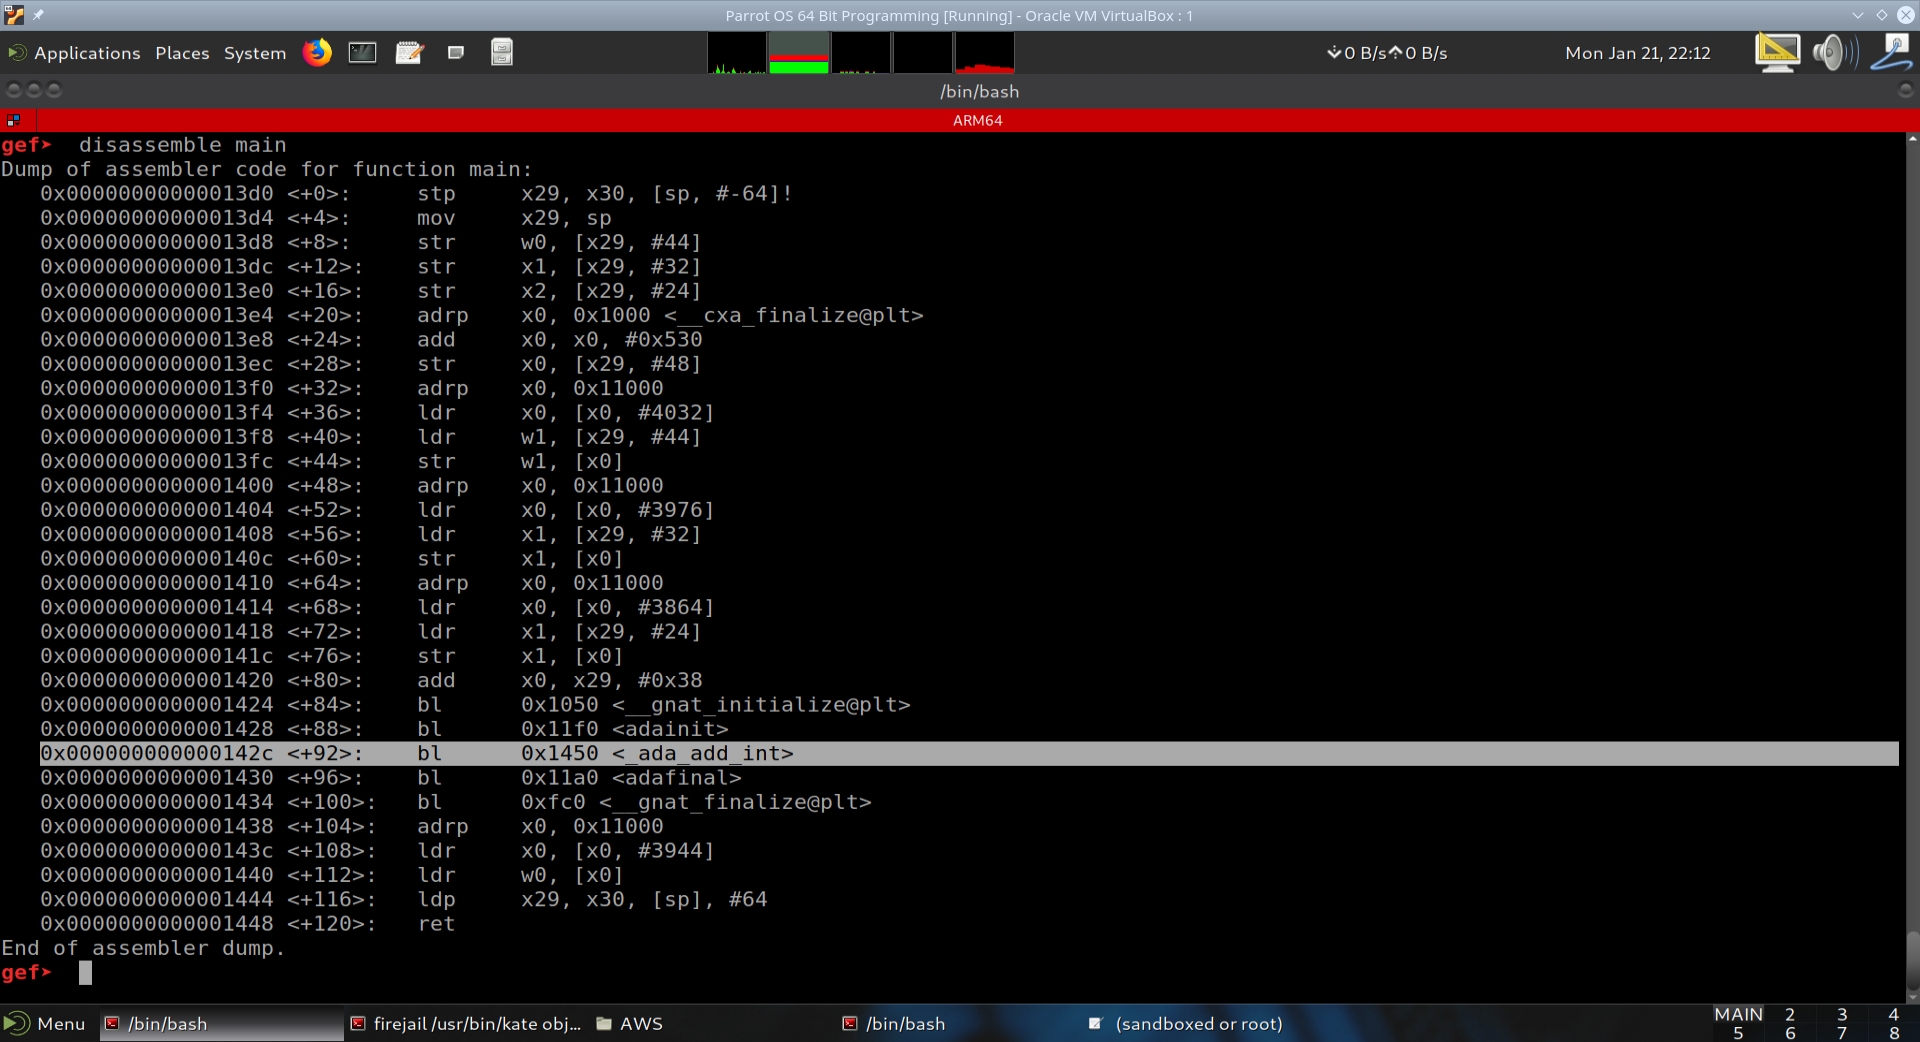 Parrot OS 64 Bit Programming [Running] - Oracle VM VirtualBox : 1
Applications Places System 0 B/s 0 B/s Mon Jan 21, 22:12
/bin/bash
ARM64
gef➤ disassemble main
Dump of assembler code for function main:
0x00000000000013d0 <+0>: stp x29, x30, [sp, #-64]!
0x00000000000013d4 <+4>: mov x29, sp
0x00000000000013d8 <+8>: str w0, [x29, #44]
0x00000000000013dc <+12>: str x1, [x29, #32]
0x00000000000013e0 <+16>: str x2, [x29, #24]
0x00000000000013e4 <+20>: adrp x0, 0x1000 <__cxa_finalize@plt>
0x00000000000013e8 <+24>: add x0, x0, #0x530
0x00000000000013ec <+28>: str x0, [x29, #48]
0x00000000000013f0 <+32>: adrp x0, 0x11000
0x00000000000013f4 <+36>: ldr x0, [x0, #4032]
0x00000000000013f8 <+40>: ldr w1, [x29, #44]
0x00000000000013fc <+44>: str w1, [x0]
0x0000000000001400 <+48>: adrp x0, 0x11000
0x0000000000001404 <+52>: ldr x0, [x0, #3976]
0x0000000000001408 <+56>: ldr x1, [x29, #32]
0x000000000000140c <+60>: str x1, [x0]
0x0000000000001410 <+64>: adrp x0, 0x11000
0x0000000000001414 <+68>: ldr x0, [x0, #3864]
0x0000000000001418 <+72>: ldr x1, [x29, #24]
0x000000000000141c <+76>: str x1, [x0]
0x0000000000001420 <+80>: add x0, x29, #0x38
0x0000000000001424 <+84>: bl 0x1050 <__gnat_initialize@plt>
0x0000000000001428 <+88>: bl 0x11f0 <adainit>
0x000000000000142c <+92>: bl 0x1450 <_ada_add_int>
0x0000000000001430 <+96>: bl 0x11a0 <adafinal>
0x0000000000001434 <+100>: bl 0xfc0 <__gnat_finalize@plt>
0x0000000000001438 <+104>: adrp x0, 0x11000
0x000000000000143c <+108>: ldr x0, [x0, #3944]
0x0000000000001440 <+112>: ldr w0, [x0]
0x0000000000001444 <+116>: ldp x29, x30, [sp], #64
0x0000000000001448 <+120>: ret
End of assembler dump.
gef➤
Menu /bin/bash firejail /usr/bin/kate obj... AWS /bin/bash (sandboxed or root) MAIN 2 3 4
5 6 7 8